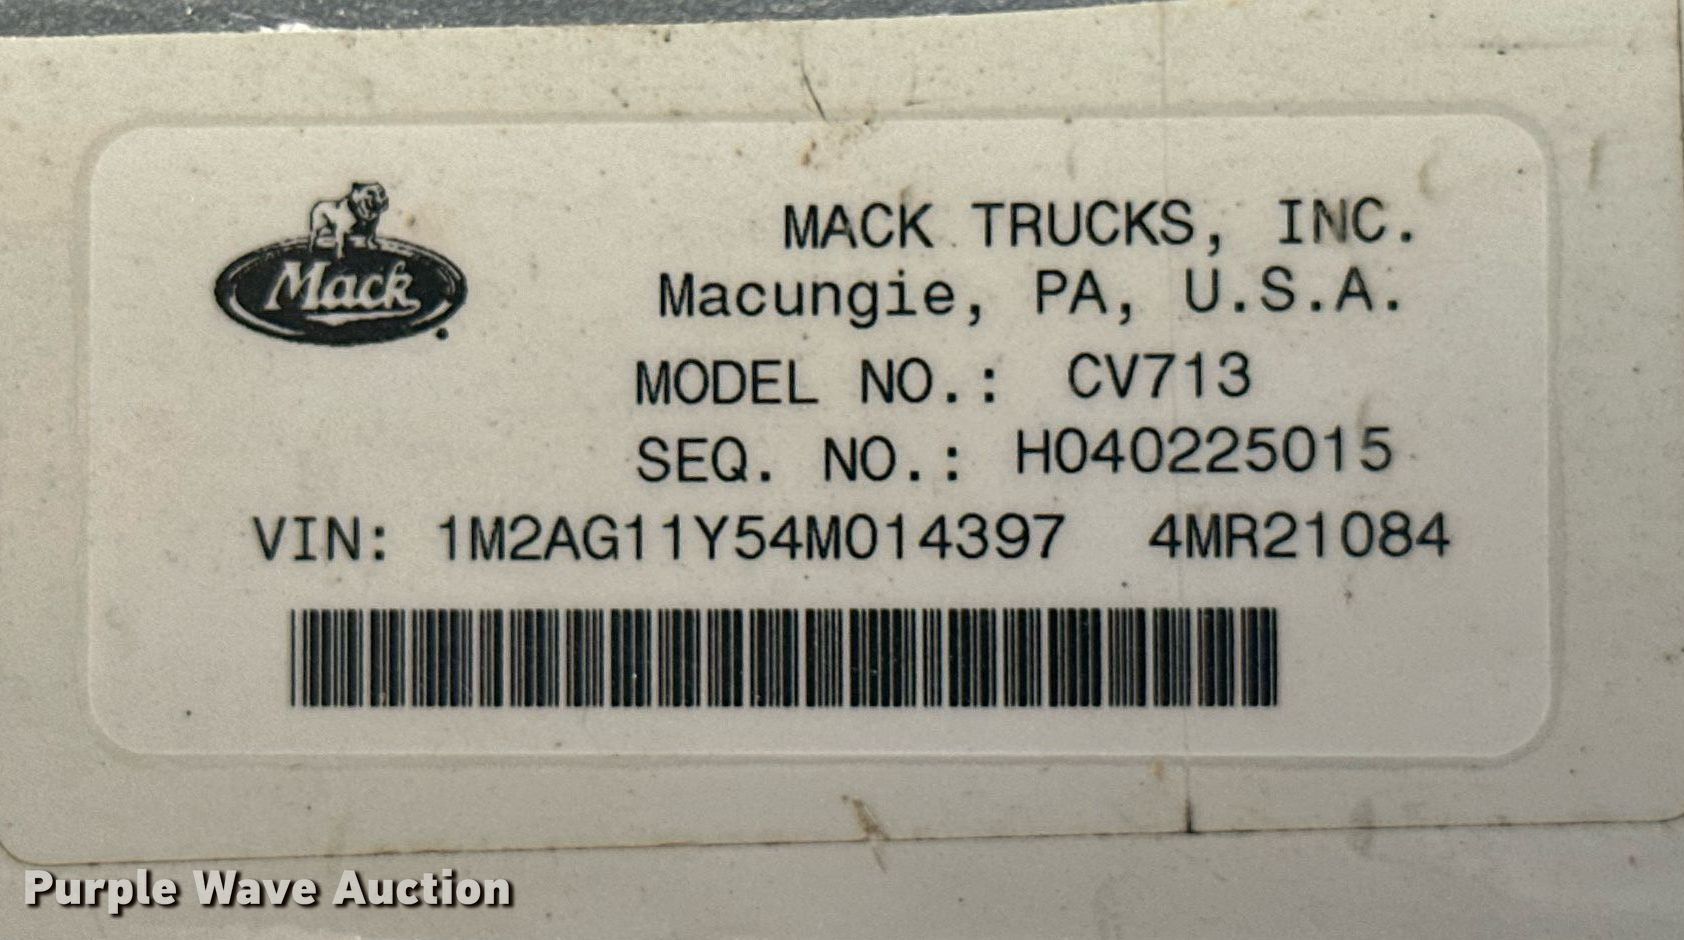 Mack
MACK TRUCKS, INC.
Macungie, PA, U.S.A.
MODEL NO.: CV713
SEQ. NO.: H040225015
VIN: 1M2AG11Y54M014397 4MR21084
Purple Wave Auction